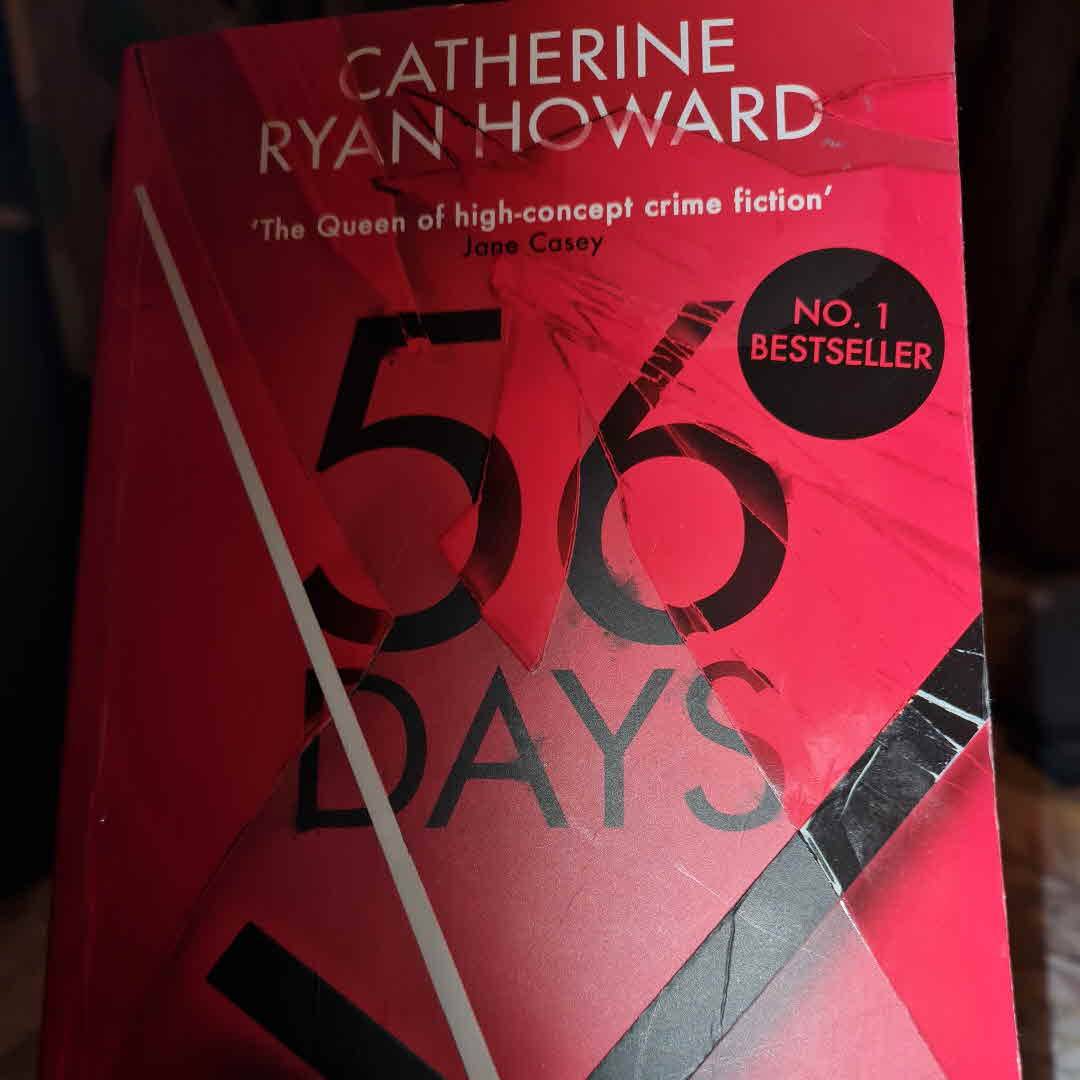 CATHERINE
RYAN HOWARD
'The Queen of high-concept crime fiction'
Jane Casey
NO. 1
BESTSELLER
56
DAYS